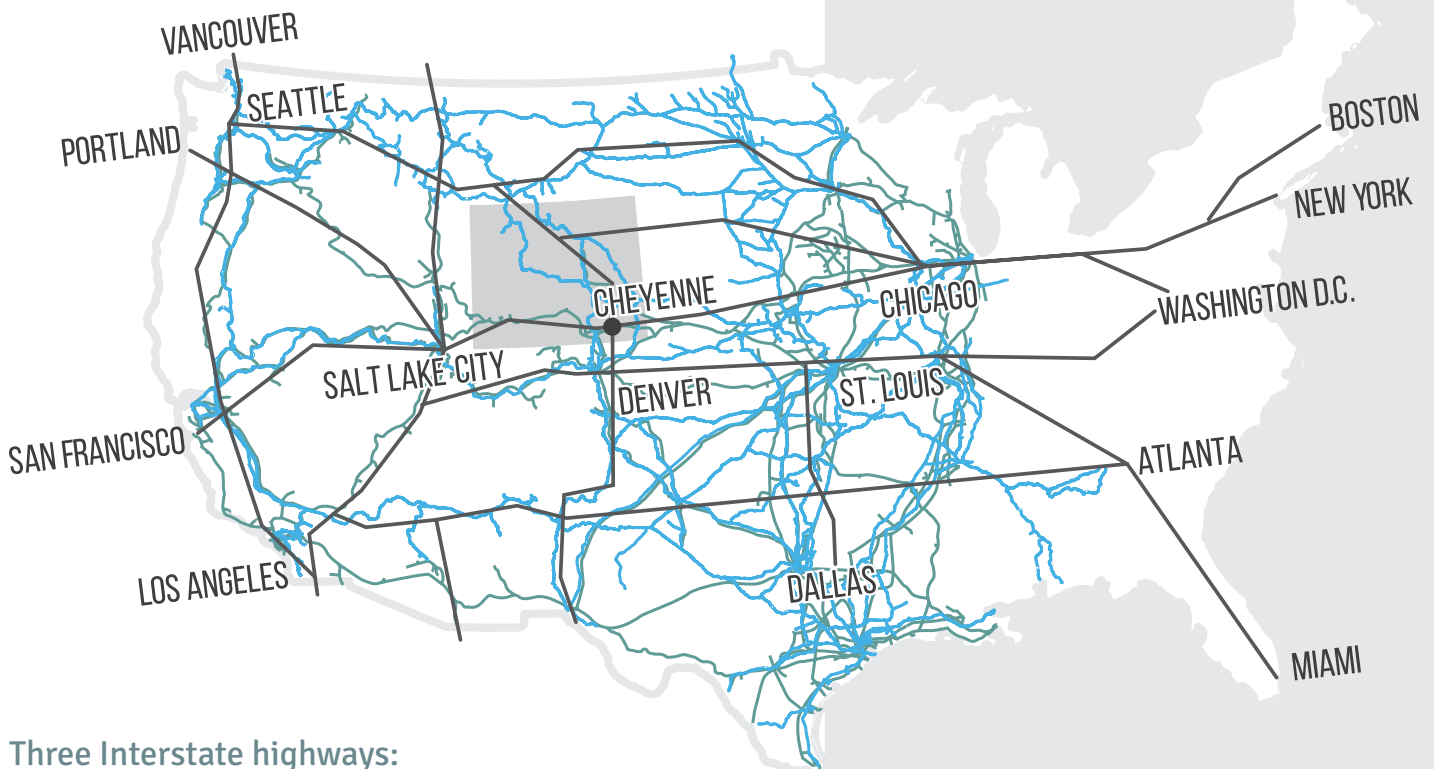 VANCOUVER
SEATTLE
PORTLAND
BOSTON
NEW YORK
CHEYENNE
CHICAGO
WASHINGTON D.C.
SALT LAKE CITY
DENVER
ST. LOUIS
SAN FRANCISCO
ATLANTA
LOS ANGELES
DALLAS
MIAMI
Three Interstate highways: